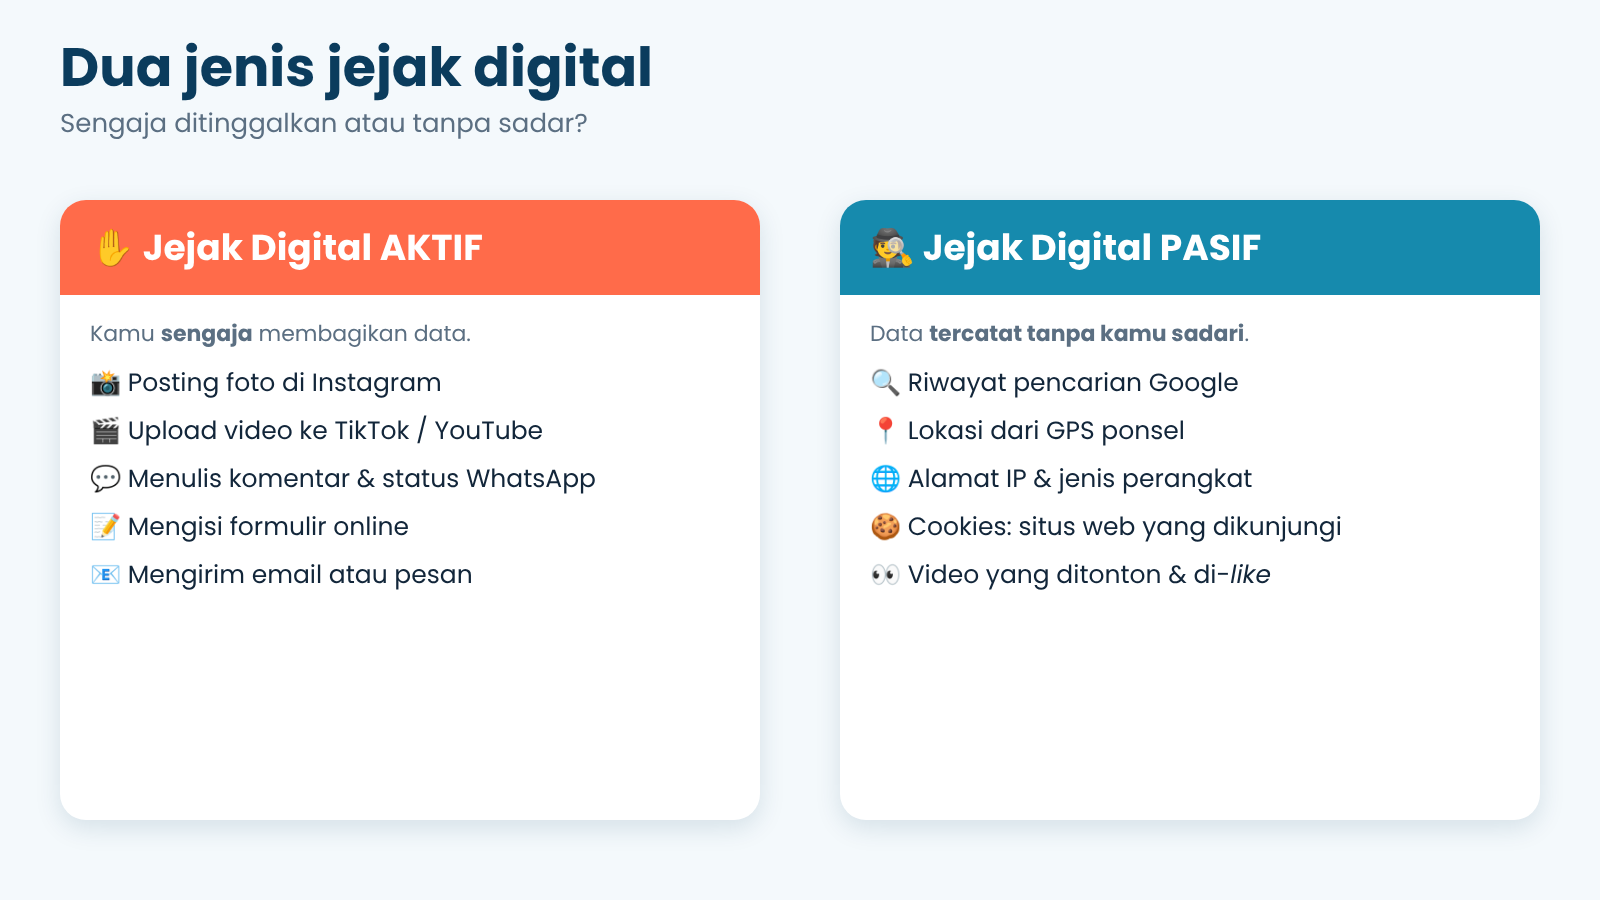 Dua jenis jejak digital
Sengaja ditinggalkan atau tanpa sadar?
✋ Jejak Digital AKTIF
Kamu sengaja membagikan data.
📸 Posting foto di Instagram
🎬 Upload video ke TikTok / YouTube
💬 Menulis komentar & status WhatsApp
📝 Mengisi formulir online
📧 Mengirim email atau pesan
🕵️ Jejak Digital PASIF
Data tercatat tanpa kamu sadari.
🔍 Riwayat pencarian Google
📍 Lokasi dari GPS ponsel
🌐 Alamat IP & jenis perangkat
🍪 Cookies: situs web yang dikunjungi
👀 Video yang ditonton & di-like